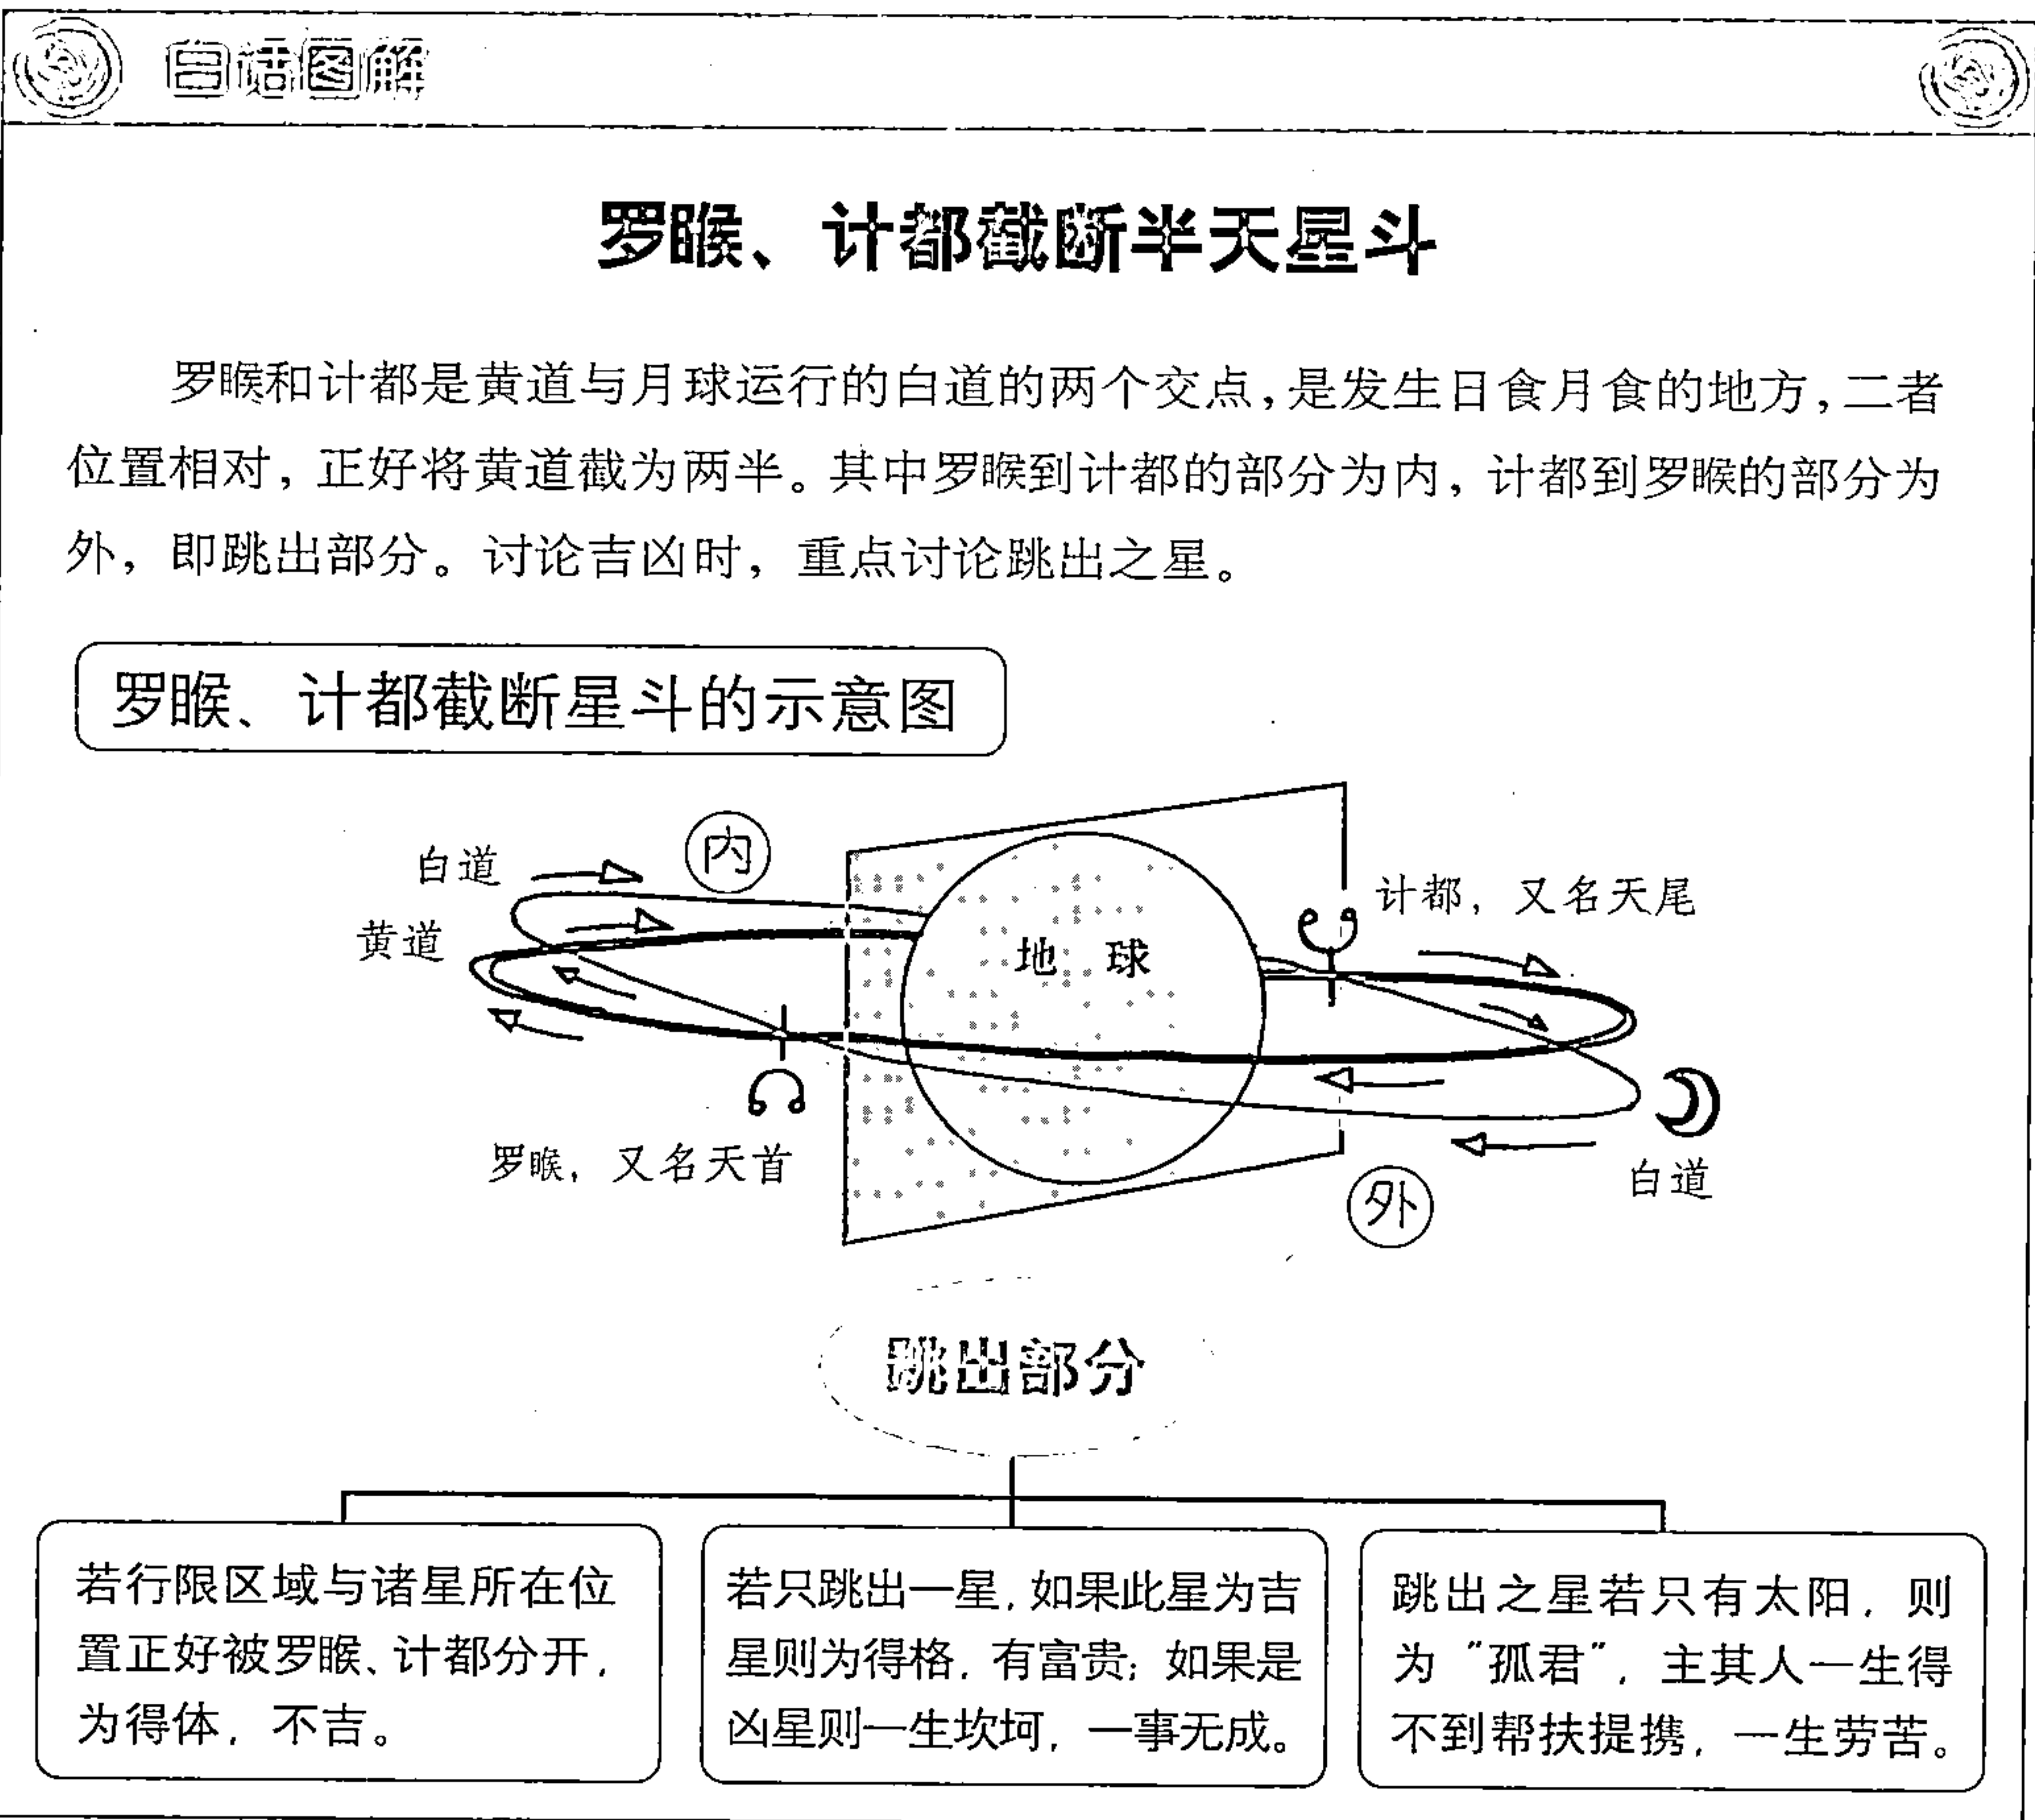 白话图解
罗睺、计都截断半天星斗
罗睺和计都是黄道与月球运行的白道的两个交点，是发生日食月食的地方，二者
位置相对，正好将黄道截为两半。其中罗睺到计都的部分为内，计都到罗睺的部分为
外，即跳出部分。讨论吉凶时，重点讨论跳出之星。
罗睺、计都截断星斗的示意图
内
白道
黄道
地 球
计都，又名天尾
罗睺，又名天首
白道
外
跳出部分
若行限区域与诸星所在位
置正好被罗睺、计都分开，
为得体，不吉。
若只跳出一星，如果此星为吉
星则为得格，有富贵；如果是
凶星则一生坎坷，一事无成。
跳出之星若只有太阳，则
为“孤君”，主其人一生得
不到帮扶提携，一生劳苦。